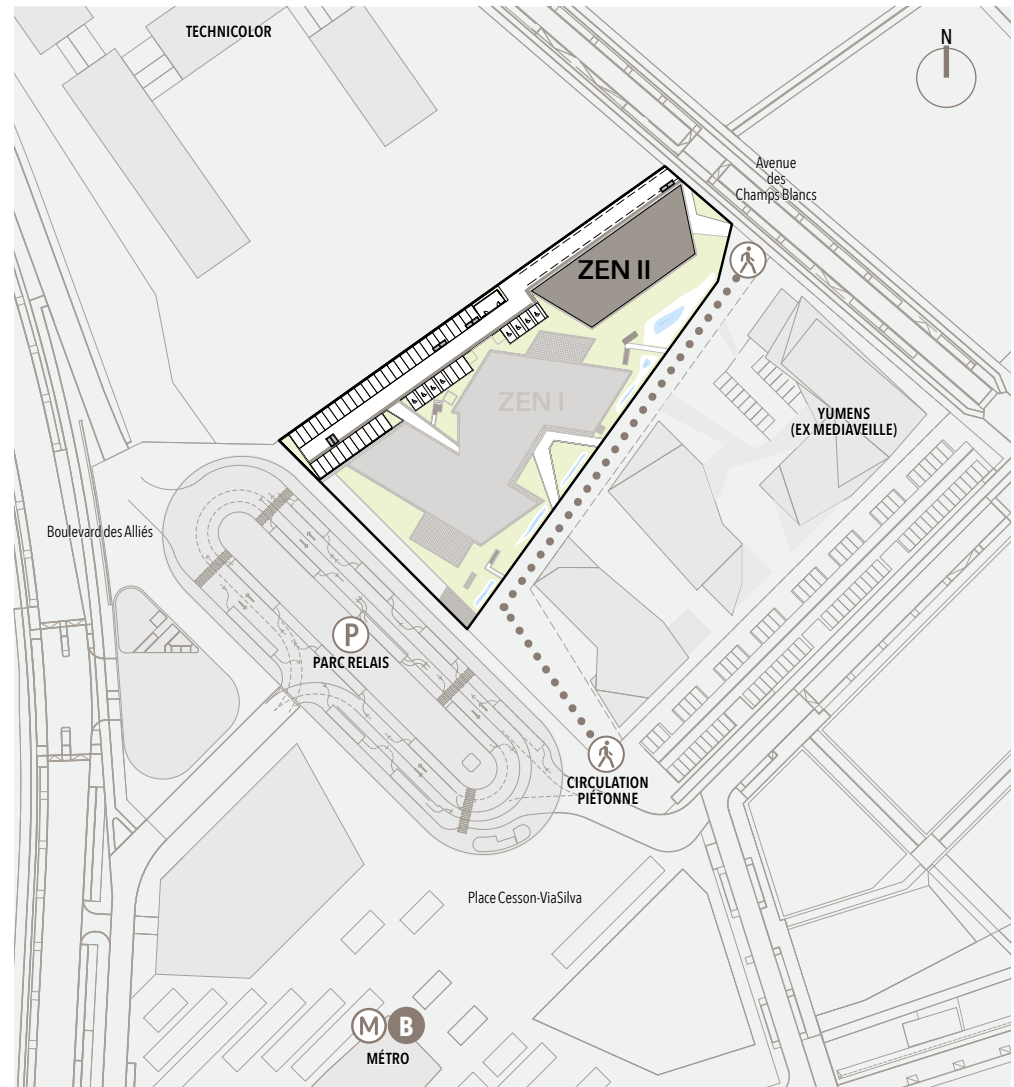 TECHNICOLOR
N
Avenue
des
Champs Blancs
ZEN II
ZEN I
YUMENS
(EX MEDIAVEILLE)
Boulevard des Alliés
P
PARC RELAIS
CIRCULATION
PIÉTONNE
Place Cesson-ViaSilva
M B
MÉTRO